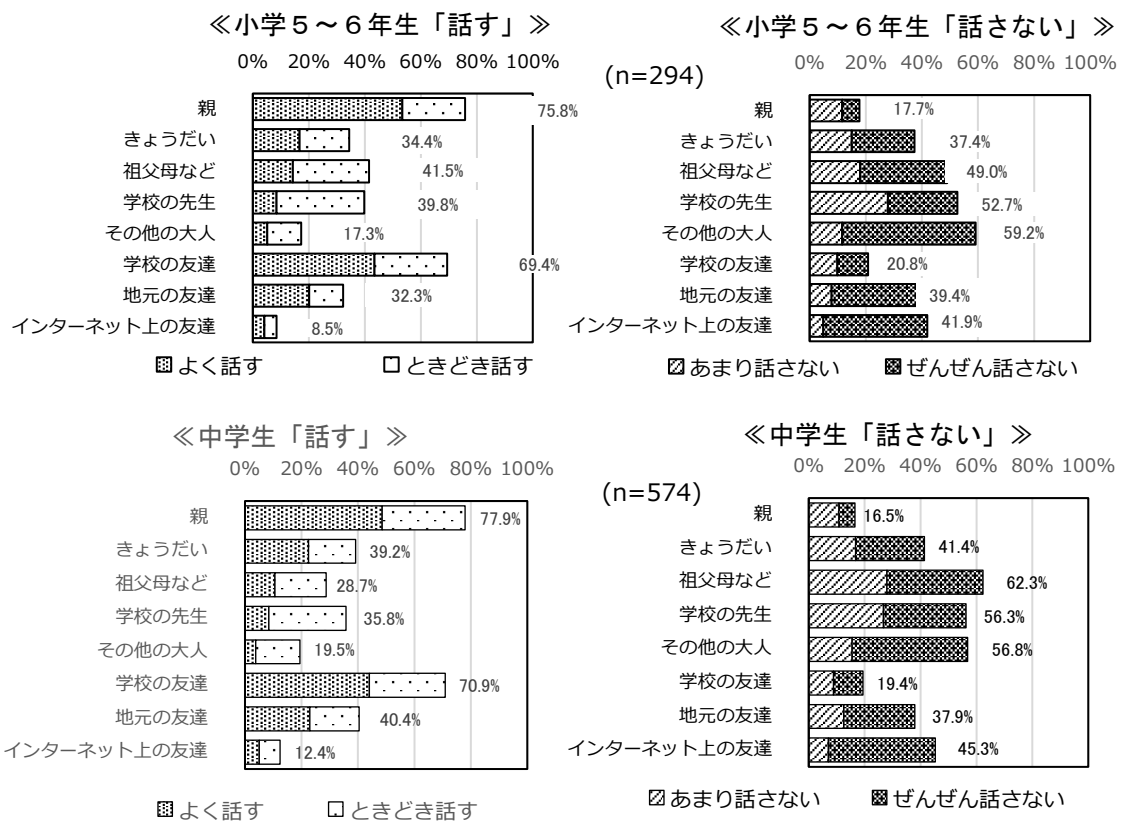 ≪小学５～６年生「話す」≫
0% 20% 40% 60% 80% 100%
親 75.8%
きょうだい 34.4%
祖父母など 41.5%
学校の先生 39.8%
その他の大人 17.3%
学校の友達 69.4%
地元の友達 32.3%
インターネット上の友達 8.5%
よく話す ときどき話す
(n=294)
≪小学５～６年生「話さない」≫
0% 20% 40% 60% 80% 100%
親 17.7%
きょうだい 37.4%
祖父母など 49.0%
学校の先生 52.7%
その他の大人 59.2%
学校の友達 20.8%
地元の友達 39.4%
インターネット上の友達 41.9%
あまり話さない ぜんぜん話さない
≪中学生「話す」≫
0% 20% 40% 60% 80% 100%
親 77.9%
きょうだい 39.2%
祖父母など 28.7%
学校の先生 35.8%
その他の大人 19.5%
学校の友達 70.9%
地元の友達 40.4%
インターネット上の友達 12.4%
よく話す ときどき話す
(n=574)
≪中学生「話さない」≫
0% 20% 40% 60% 80% 100%
親 16.5%
きょうだい 41.4%
祖父母など 62.3%
学校の先生 56.3%
その他の大人 56.8%
学校の友達 19.4%
地元の友達 37.9%
インターネット上の友達 45.3%
あまり話さない ぜんぜん話さない